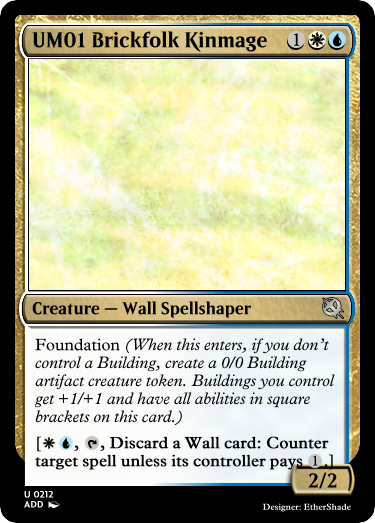 UM01 Brickfolk Kinmage 1
Creature — Wall Spellshaper
Foundation (When this enters, if you don't
control a Building, create a 0/0 Building
artifact creature token. Buildings you control
get +1/+1 and have all abilities in square
brackets on this card.)
[ , , Discard a Wall card: Counter
target spell unless its controller pays 1 .]
2/2
U 0212
ADD
Designer: EtherShade